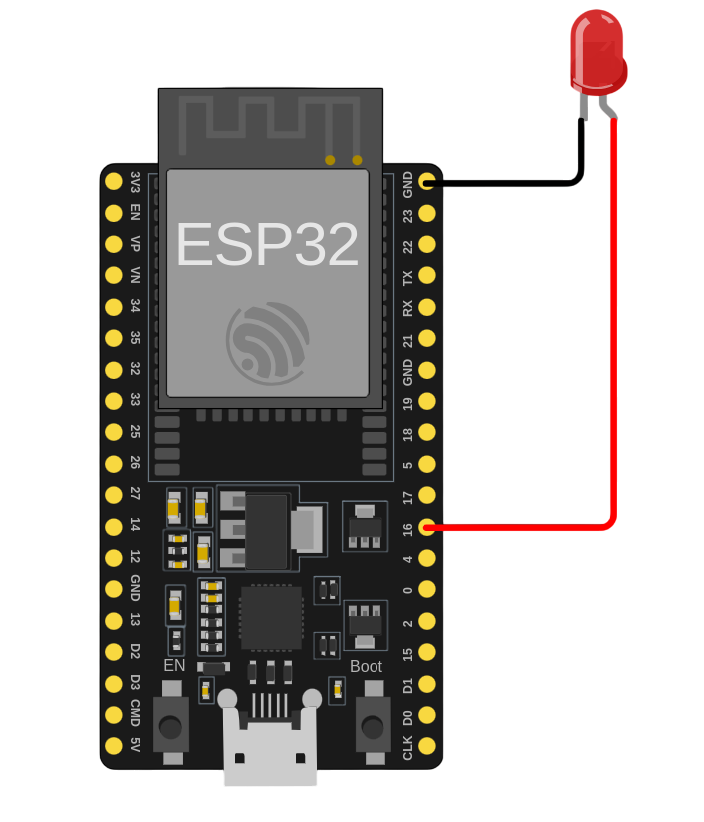 ESP32
3V3
EN
VP
VN
34
35
32
33
25
26
27
14
12
GND
13
D2
D3
CMD
5V
GND
23
22
TX
RX
21
GND
19
18
5
17
16
4
0
2
15
D1
D0
CLK
EN
Boot